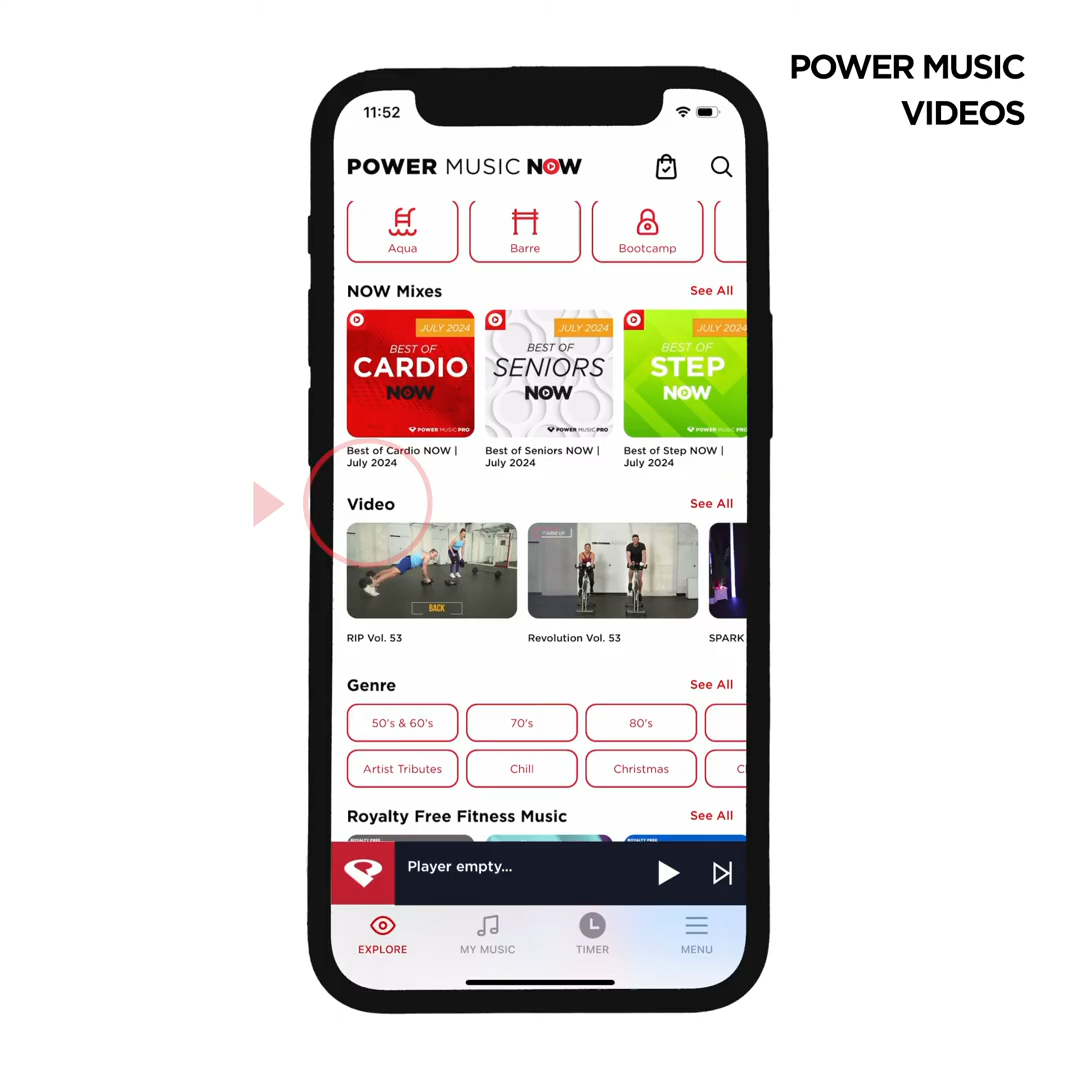 POWER MUSIC
VIDEOS
11:52
POWER MUSIC NOW
Aqua
Barre
Bootcamp
NOW Mixes
See All
JULY 2024
BEST OF
CARDIO
NOW
POWER MUSIC PRO
JULY 2024
BEST OF
SENIORS
NOW
POWER MUSIC PRO
JULY 2024
BEST OF
STEP
NOW
POWER MUSIC PRO
Best of Cardio NOW |
July 2024
Best of Seniors NOW |
July 2024
Best of Step NOW |
July 2024
Video
See All
BACK
WARM UP
RIP Vol. 53
Revolution Vol. 53
SPARK
Genre
See All
50's & 60's
70's
80's
Artist Tributes
Chill
Christmas
Royalty Free Fitness Music
See All
ROYALTY FREE
ROYALTY FREE
Player empty...
EXPLORE
MY MUSIC
TIMER
MENU